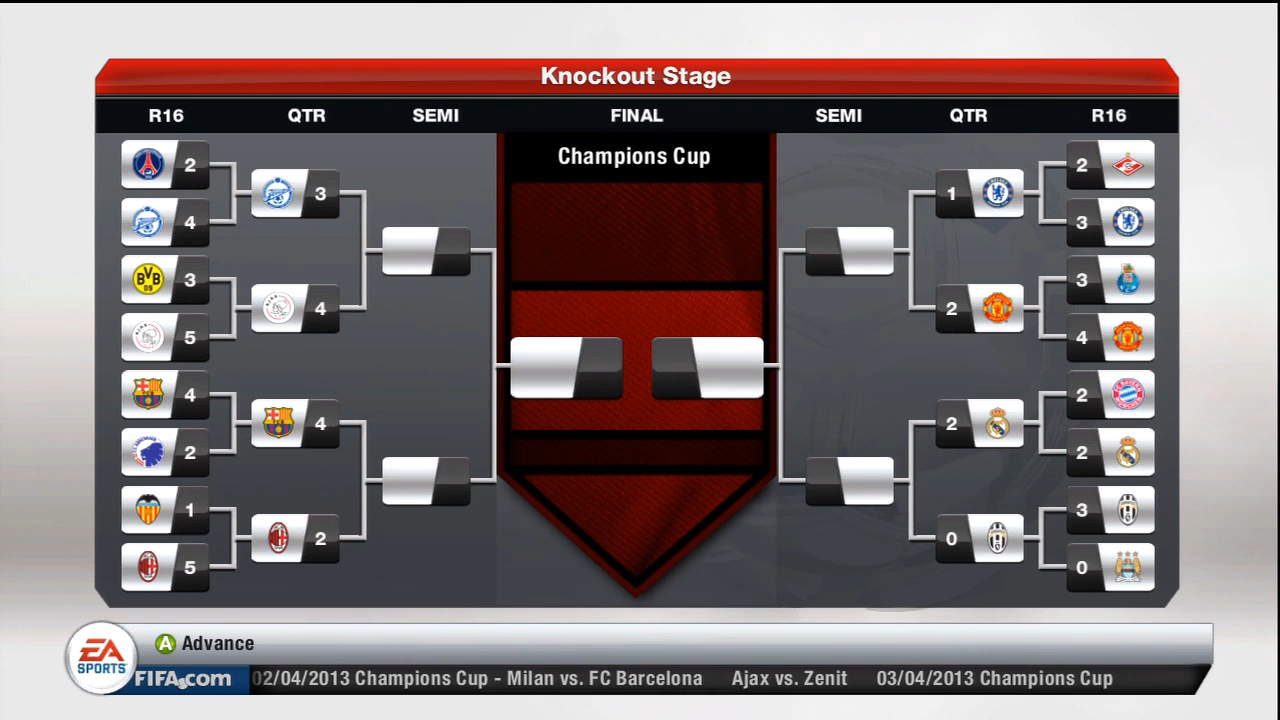 Knockout Stage
R16 QTR SEMI FINAL SEMI QTR R16
Champions Cup
2 2
3 1
4 3
BVB 09 3 3
4 2
5 4
4 2
4 2
2 2
1 3
2 0
5 0
A Advance
EA SPORTS
FIFA.com 02/04/2013 Champions Cup - Milan vs. FC Barcelona Ajax vs. Zenit 03/04/2013 Champions Cup